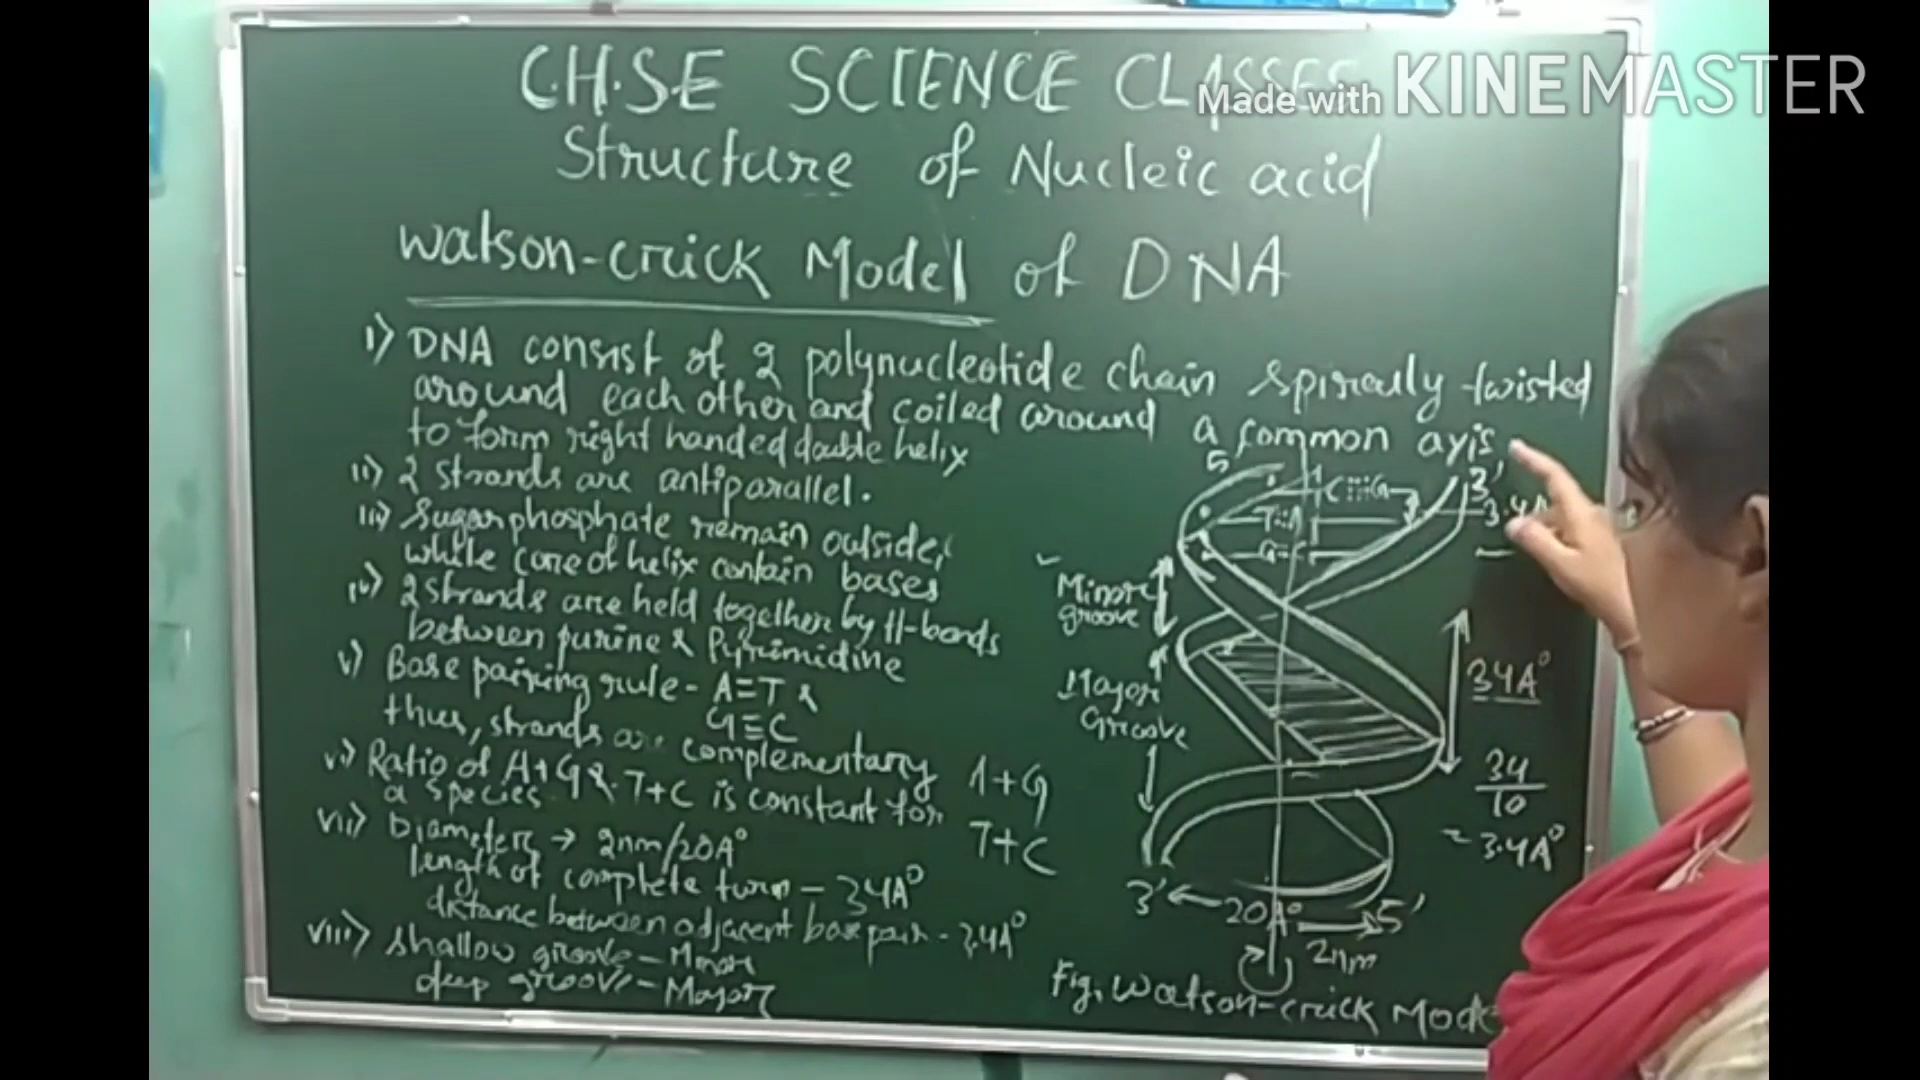 C.H.S.E SCIENCE CLASSES
Made with KINEMASTER
Structure of Nucleic acid
Watson-Crick Model of DNA
i) DNA consist of 2 polynucleotide chain spirally twisted
around each other and coiled around a common axis
to form right handed double helix
ii) 2 strands are antiparallel.
iii) Sugar phosphate remain outside,
while core of helix contain bases
iv) 2 strands are held together by H-bonds
between purine & Pyrimidine
v) Base pairing rule - A=T &
G≡C
thus, strands are complementary
vi) Ratio of A+G & T+C is constant for
a species
A+G
T+C
vii) Diameter → 2nm/20A°
length of complete turn - 34A°
distance between adjacent base pair - 3.4A°
viii) shallow groove - Minor
deep groove - Major
5
3'
C G
T A
G C
3.4A
Minor
groove
Major
Groove
34A°
34
10
= 3.4A°
3' ← 20A° → 5'
2nm
Fig. Watson-Crick Mode